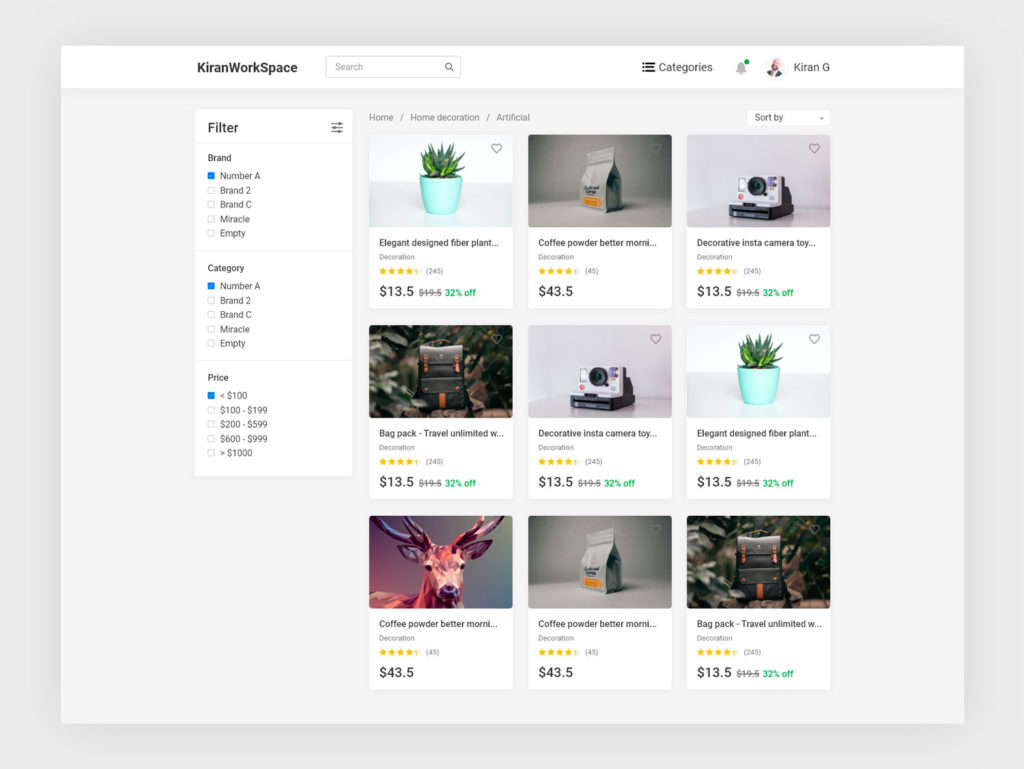 KiranWorkSpace
Search
Categories
Kiran G
Filter
Brand
Number A
Brand 2
Brand C
Miracle
Empty
Category
Number A
Brand 2
Brand C
Miracle
Empty
Price
< $100
$100 - $199
$200 - $599
$600 - $999
> $1000
Home / Home decoration / Artificial
Sort by
Elegant designed fiber plant...
Decoration
(245)
$13.5 $19.5 32% off
Coffee powder better morni...
Decoration
(45)
$43.5
Decorative insta camera toy...
Decoration
(245)
$13.5 $19.5 32% off
Bag pack - Travel unlimited w...
Decoration
(245)
$13.5 $19.5 32% off
Decorative insta camera toy...
Decoration
(245)
$13.5 $19.5 32% off
Elegant designed fiber plant...
Decoration
(245)
$13.5 $19.5 32% off
Coffee powder better morni...
Decoration
(45)
$43.5
Coffee powder better morni...
Decoration
(45)
$43.5
Bag pack - Travel unlimited w...
Decoration
(245)
$13.5 $19.5 32% off